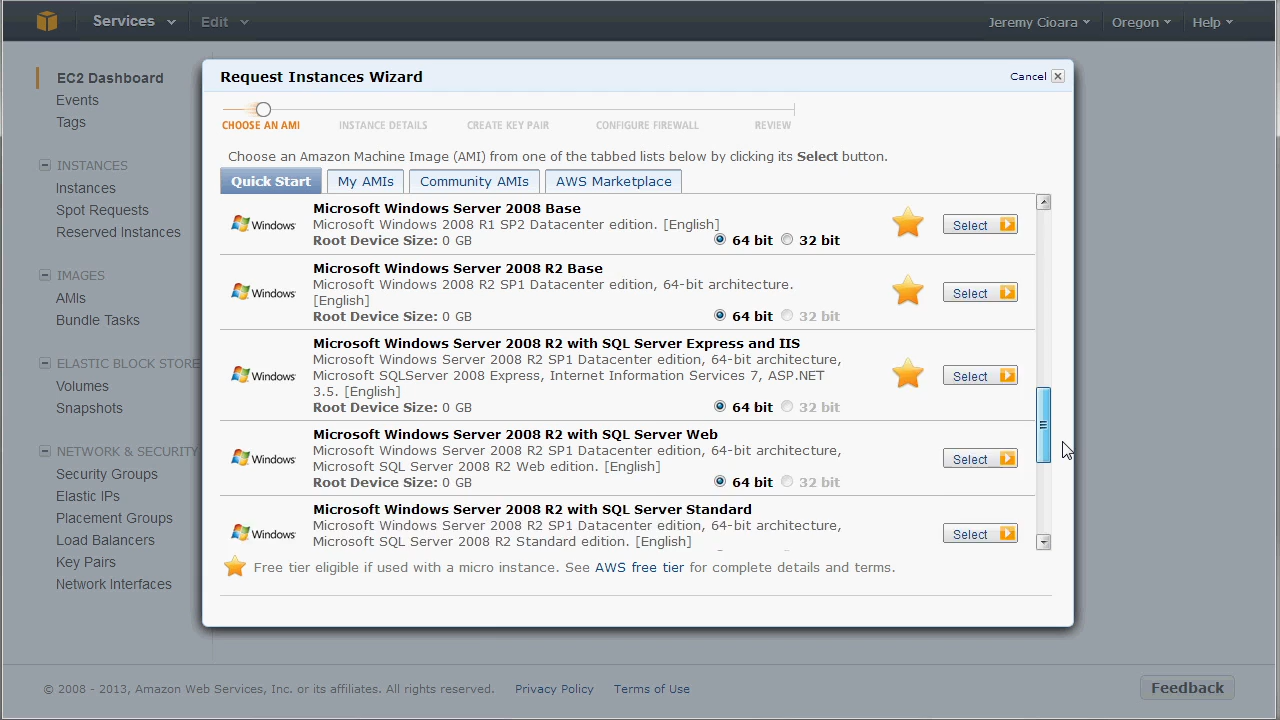 Services
Edit
Jeremy Cioara
Oregon
Help
EC2 Dashboard
Events
Tags
INSTANCES
Instances
Spot Requests
Reserved Instances
IMAGES
AMIs
Bundle Tasks
ELASTIC BLOCK STORE
Volumes
Snapshots
NETWORK & SECURITY
Security Groups
Elastic IPs
Placement Groups
Load Balancers
Key Pairs
Network Interfaces
Request Instances Wizard
Cancel
CHOOSE AN AMI
INSTANCE DETAILS
CREATE KEY PAIR
CONFIGURE FIREWALL
REVIEW
Choose an Amazon Machine Image (AMI) from one of the tabbed lists below by clicking its Select button.
Quick Start
My AMIs
Community AMIs
AWS Marketplace
Windows
Microsoft Windows Server 2008 Base
Microsoft Windows 2008 R1 SP2 Datacenter edition. [English]
Root Device Size: 0 GB
64 bit
32 bit
Select
Windows
Microsoft Windows Server 2008 R2 Base
Microsoft Windows 2008 R2 SP1 Datacenter edition, 64-bit architecture.
[English]
Root Device Size: 0 GB
64 bit
32 bit
Select
Windows
Microsoft Windows Server 2008 R2 with SQL Server Express and IIS
Microsoft Windows Server 2008 R2 SP1 Datacenter edition, 64-bit architecture,
Microsoft SQLServer 2008 Express, Internet Information Services 7, ASP.NET
3.5. [English]
Root Device Size: 0 GB
64 bit
32 bit
Select
Windows
Microsoft Windows Server 2008 R2 with SQL Server Web
Microsoft Windows Server 2008 R2 SP1 Datacenter edition, 64-bit architecture,
Microsoft SQL Server 2008 R2 Web edition. [English]
Root Device Size: 0 GB
64 bit
32 bit
Select
Windows
Microsoft Windows Server 2008 R2 with SQL Server Standard
Microsoft Windows Server 2008 R2 SP1 Datacenter edition, 64-bit architecture,
Microsoft SQL Server 2008 R2 Standard edition. [English]
Select
Free tier eligible if used with a micro instance. See AWS free tier for complete details and terms.
© 2008 - 2013, Amazon Web Services, Inc. or its affiliates. All rights reserved.
Privacy Policy
Terms of Use
Feedback